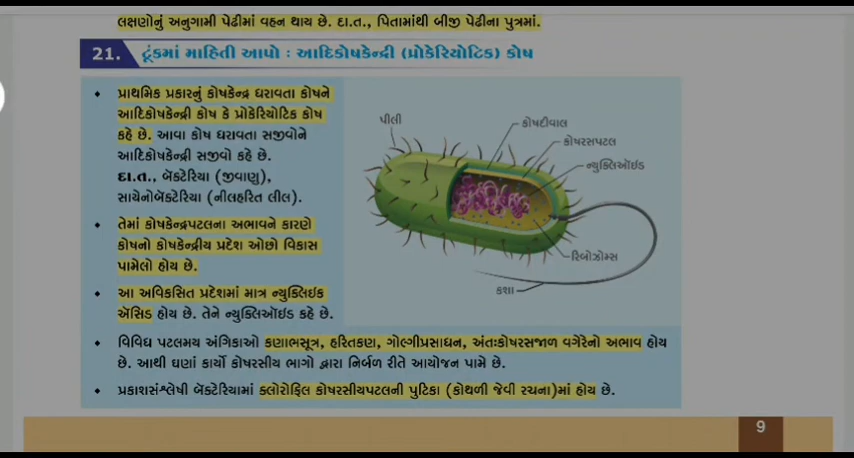 લક્ષણોનું અનુગામી પેઢીમાં વહન થાય છે. દા.ત., પિતામાંથી બીજી પેઢીના પુત્રમાં.
21. ટૂંકમાં માહિતી આપો : આદિકોષકેન્દ્રી (પ્રોકેરિયોટિક) કોષ
• પ્રાથમિક પ્રકારનું કોષકેન્દ્ર ધરાવતા કોષને
આદિકોષકેન્દ્રી કોષ કે પ્રોકેરિયોટિક કોષ
કહે છે. આવા કોષ ધરાવતા સજીવોને
આદિકોષકેન્દ્રી સજીવો કહે છે.
દા.ત., બૅક્ટેરિયા (જીવાણુ),
સાયેનોબૅક્ટેરિયા (નીલહરિત લીલ).
• તેમાં કોષકેન્દ્રપટલના અભાવને કારણે
કોષનો કોષકેન્દ્રીય પ્રદેશ ઓછો વિકાસ
પામેલો હોય છે.
• આ અવિકસિત પ્રદેશમાં માત્ર ન્યુક્લિઇક
ઍસિડ હોય છે. તેને ન્યુક્લિઑઇડ કહે છે.
પીલી
કોષદીવાલ
કોષરસપટલ
ન્યુક્લિઑઇડ
રિબોઝોમ્સ
કશા
• વિવિધ પટલમય અંગિકાઓ કણાભસૂત્ર, હરિતકણ, ગોલ્ગીપ્રસાધન, અંતઃકોષરસજાળ વગેરેનો અભાવ હોય
છે. આથી ઘણાં કાર્યો કોષરસીય ભાગો દ્વારા નિર્બળ રીતે આયોજન પામે છે.
• પ્રકાશસંશ્લેષી બૅક્ટેરિયામાં ક્લોરોફિલ કોષરસીયપટલની પુટિકા (કોથળી જેવી રચના)માં હોય છે.
9